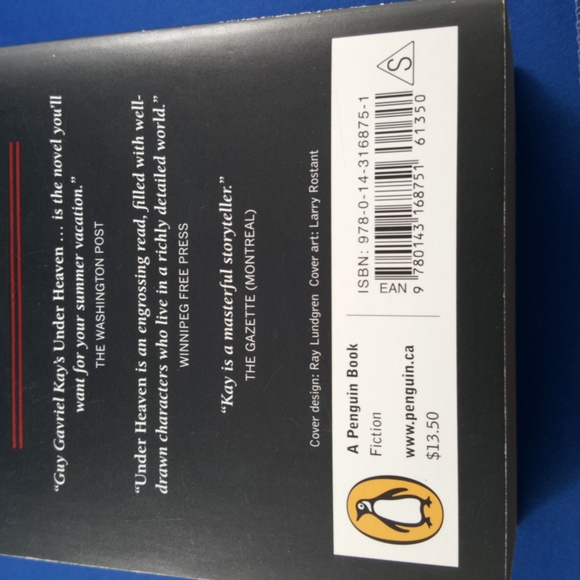 “Guy Gavriel Kay's Under Heaven ... is the novel you'll
want for your summer vacation.”
THE WASHINGTON POST
“Under Heaven is an engrossing read, filled with well-
drawn characters who live in a richly detailed world.”
WINNIPEG FREE PRESS
“Kay is a masterful storyteller.”
THE GAZETTE (MONTREAL)
Cover design: Ray Lundgren Cover art: Larry Rostant
A Penguin Book
Fiction
www.penguin.ca
$13.50
ISBN: 978-0-14-316875-1
EAN
9 780143 168751
61350
S